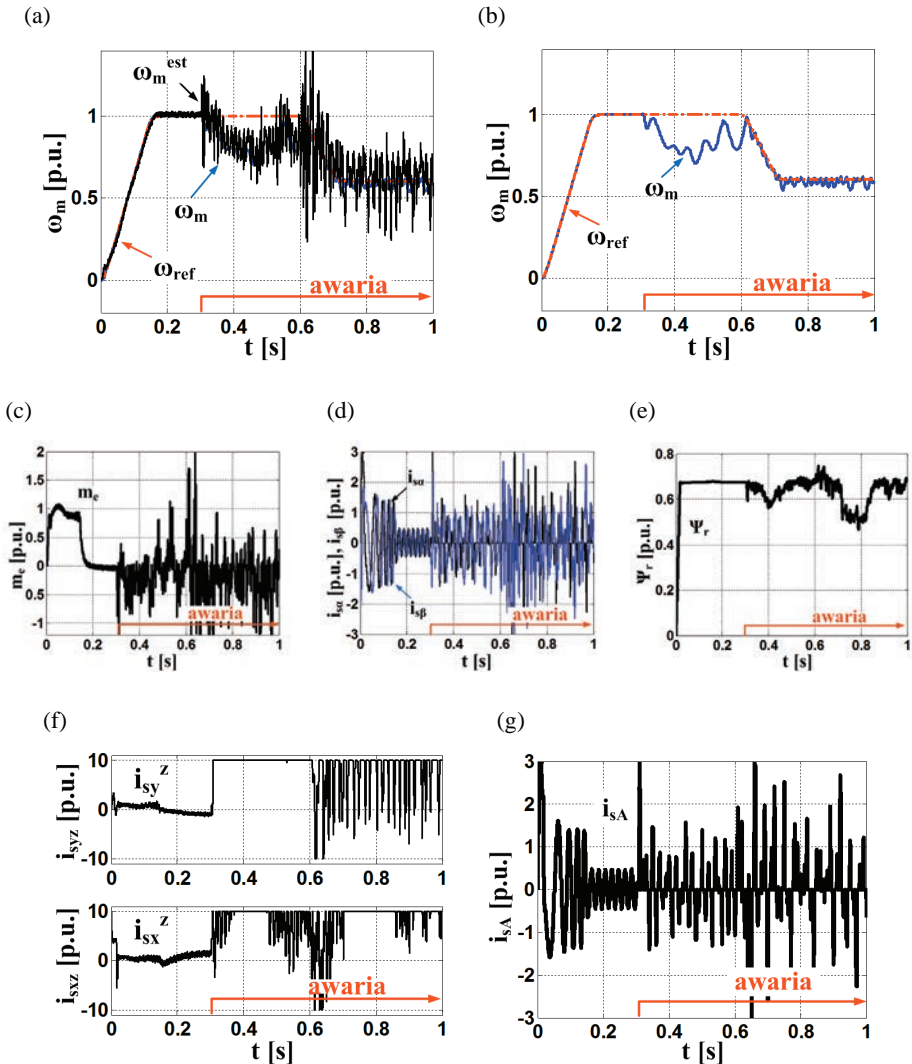 (a)
(b)
ω_m [p.u.]
1
0.5
0
ω_m^est
ω_m
ω_ref
awaria
0 0.2 0.4 0.6 0.8 1
t [s]
ω_m [p.u.]
1
0.5
0
ω_m
ω_ref
awaria
0 0.2 0.4 0.6 0.8 1
t [s]
(c)
(d)
(e)
m_e [p.u.]
2
1.5
1
0.5
0
0.5
-1
m_e
awaria
0 0.2 0.4 0.6 0.8 1
t [s]
i_sα [p.u.], i_sβ [p.u.]
3
2
1
0
-1
-2
-3
i_sα
i_sβ
awaria
0 0.2 0.4 0.6 0.8 1
t [s]
Ψ_r [p.u.]
0.8
0.6
0.4
0.2
0
Ψ_r
awaria
0 0.2 0.4 0.6 0.8 1
t [s]
(f)
(g)
i_syz [p.u.]
10
0
10
i_sy^z
0 0.2 0.4 0.6 0.8 1
i_sxz [p.u.]
10
0
-10
i_sx^z
awaria
0 0.2 0.4 0.6 0.8 1
t [s]
i_sA [p.u.]
3
2
1
0
-1
-2
-3
i_sA
awaria
0 0.2 0.4 0.6 0.8 1
t [s]